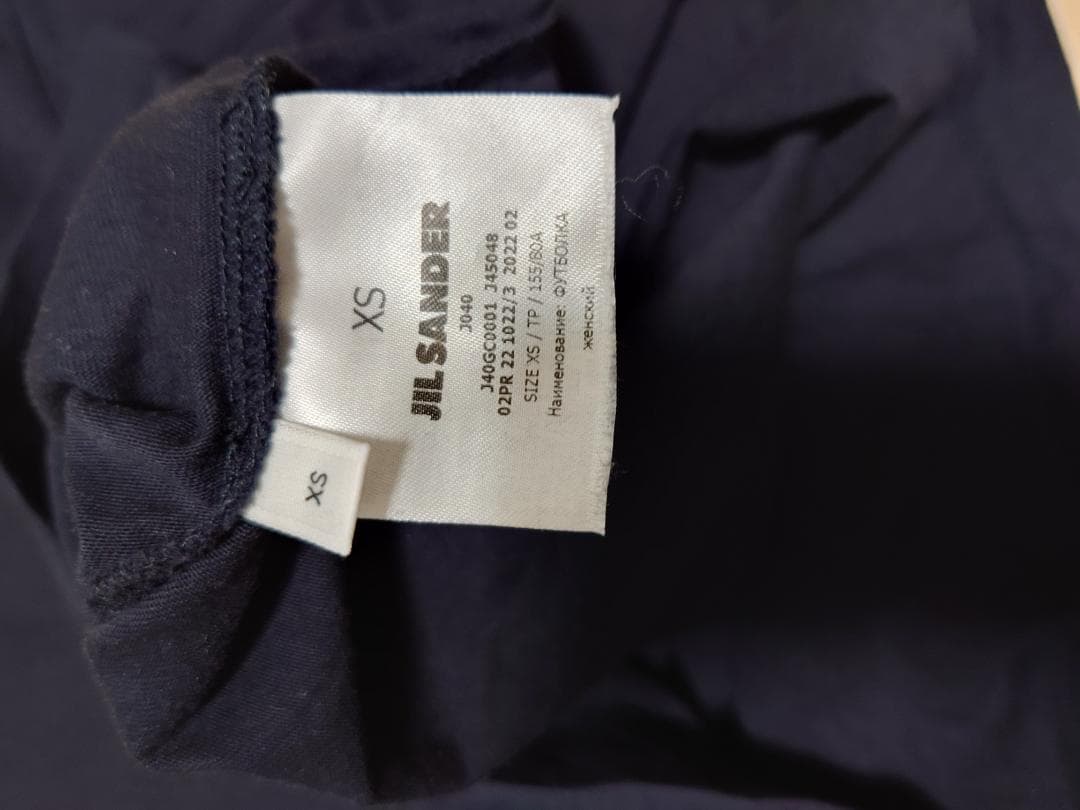 XS
JIL SANDER
J040
J40GC0001 J45048
02PR 22 1022/3 2022 02
SIZE XS / TP / 155/80A
Наименование: ФУТБОЛКА
женский
XS